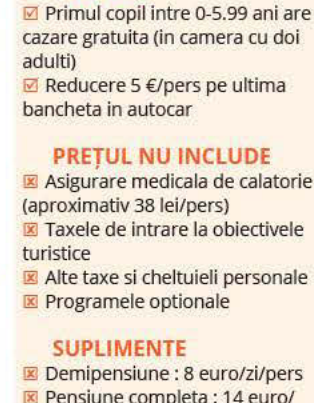 Primul copil intre 0-5.99 ani are
cazare gratuita (in camera cu doi
adulti)
Reducere 5 €/pers pe ultima
bancheta in autocar
PREȚUL NU INCLUDE
Asigurare medicala de calatorie
(aproximativ 38 lei/pers)
Taxele de intrare la obiectivele
turistice
Alte taxe si cheltuieli personale
Programele optionale
SUPLIMENTE
Demipensiune : 8 euro/zi/pers
Pensiune completa : 14 euro/